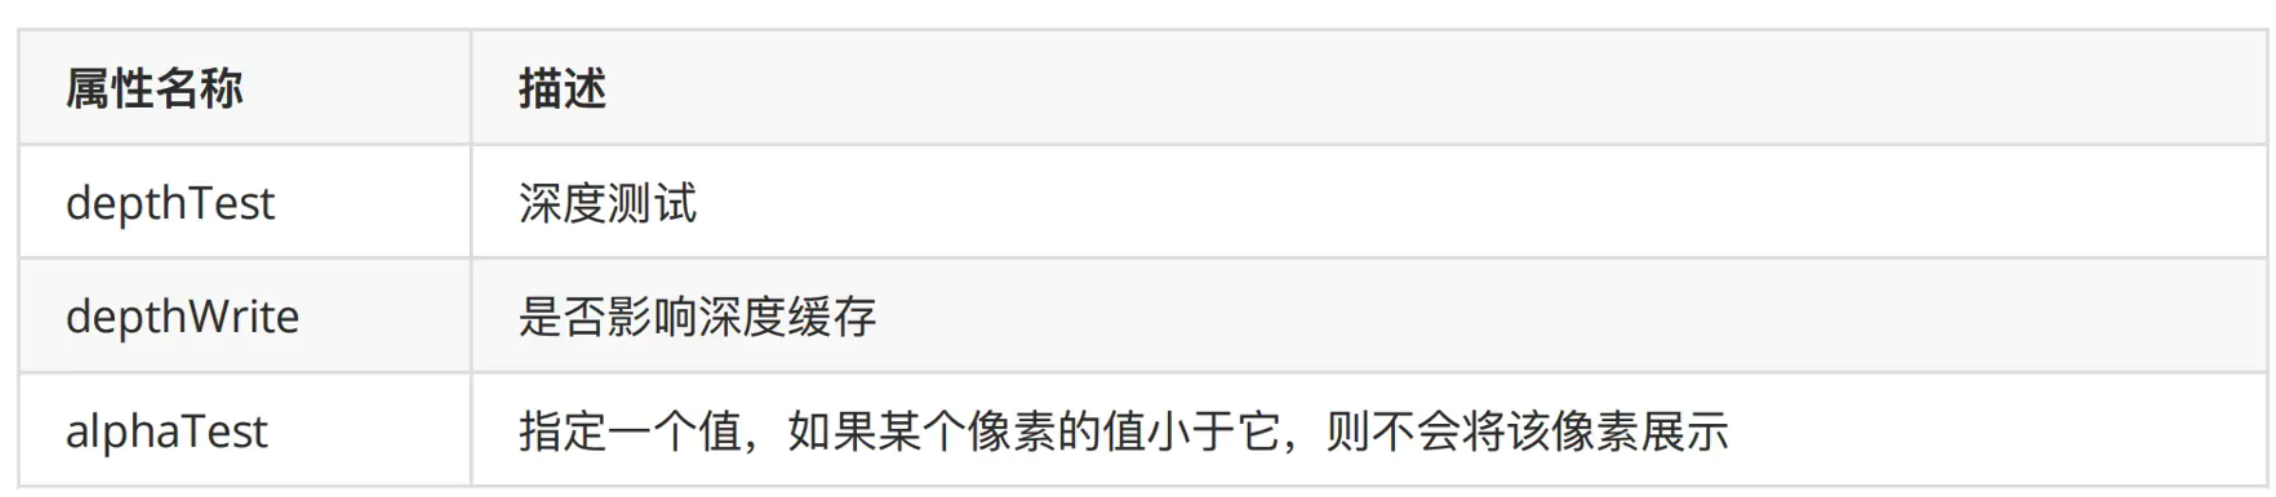 属性名称 描述
depthTest 深度测试
depthWrite 是否影响深度缓存
alphaTest 指定一个值，如果某个像素的值小于它，则不会将该像素展示